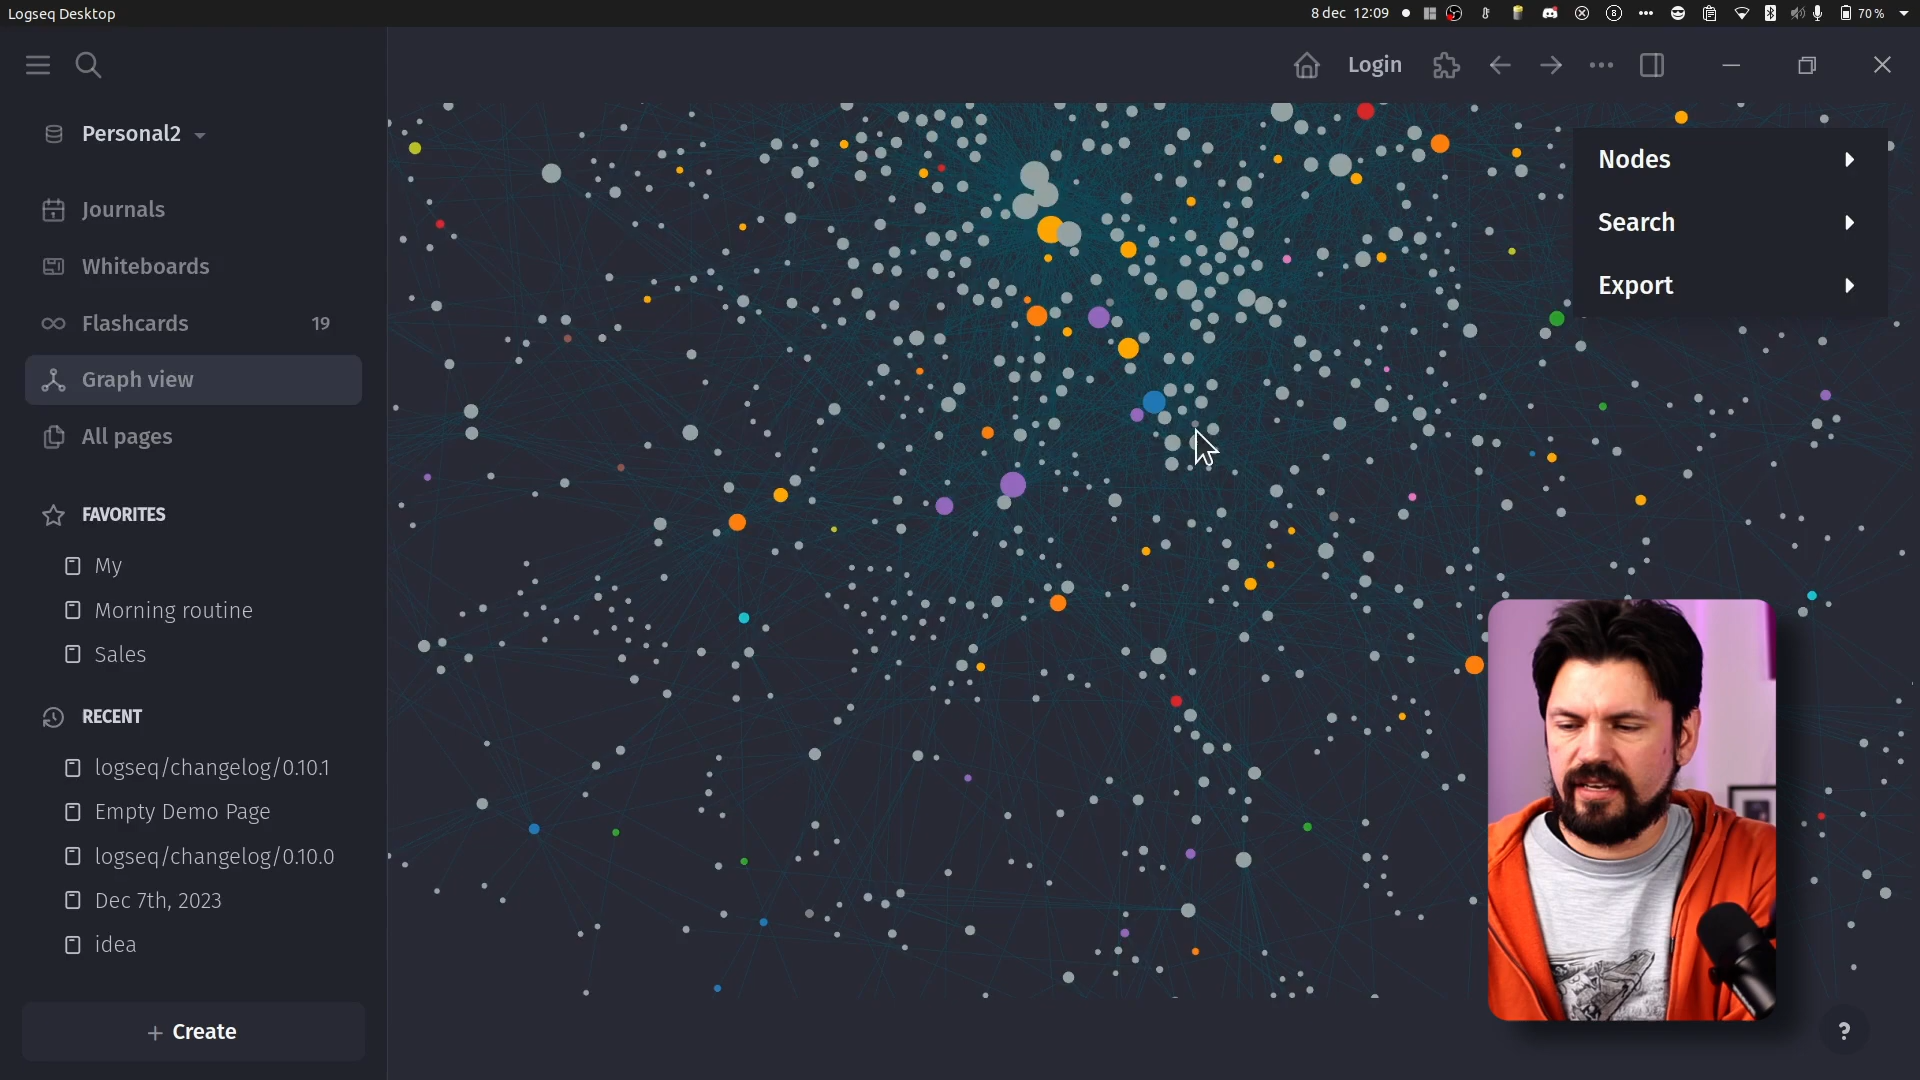 Logseq Desktop
8 dec 12:09
70 %
Login
Personal2
Journals
Whiteboards
Flashcards 19
Graph view
All pages
FAVORITES
My
Morning routine
Sales
RECENT
logseq/changelog/0.10.1
Empty Demo Page
logseq/changelog/0.10.0
Dec 7th, 2023
idea
+ Create
Nodes
Search
Export
?